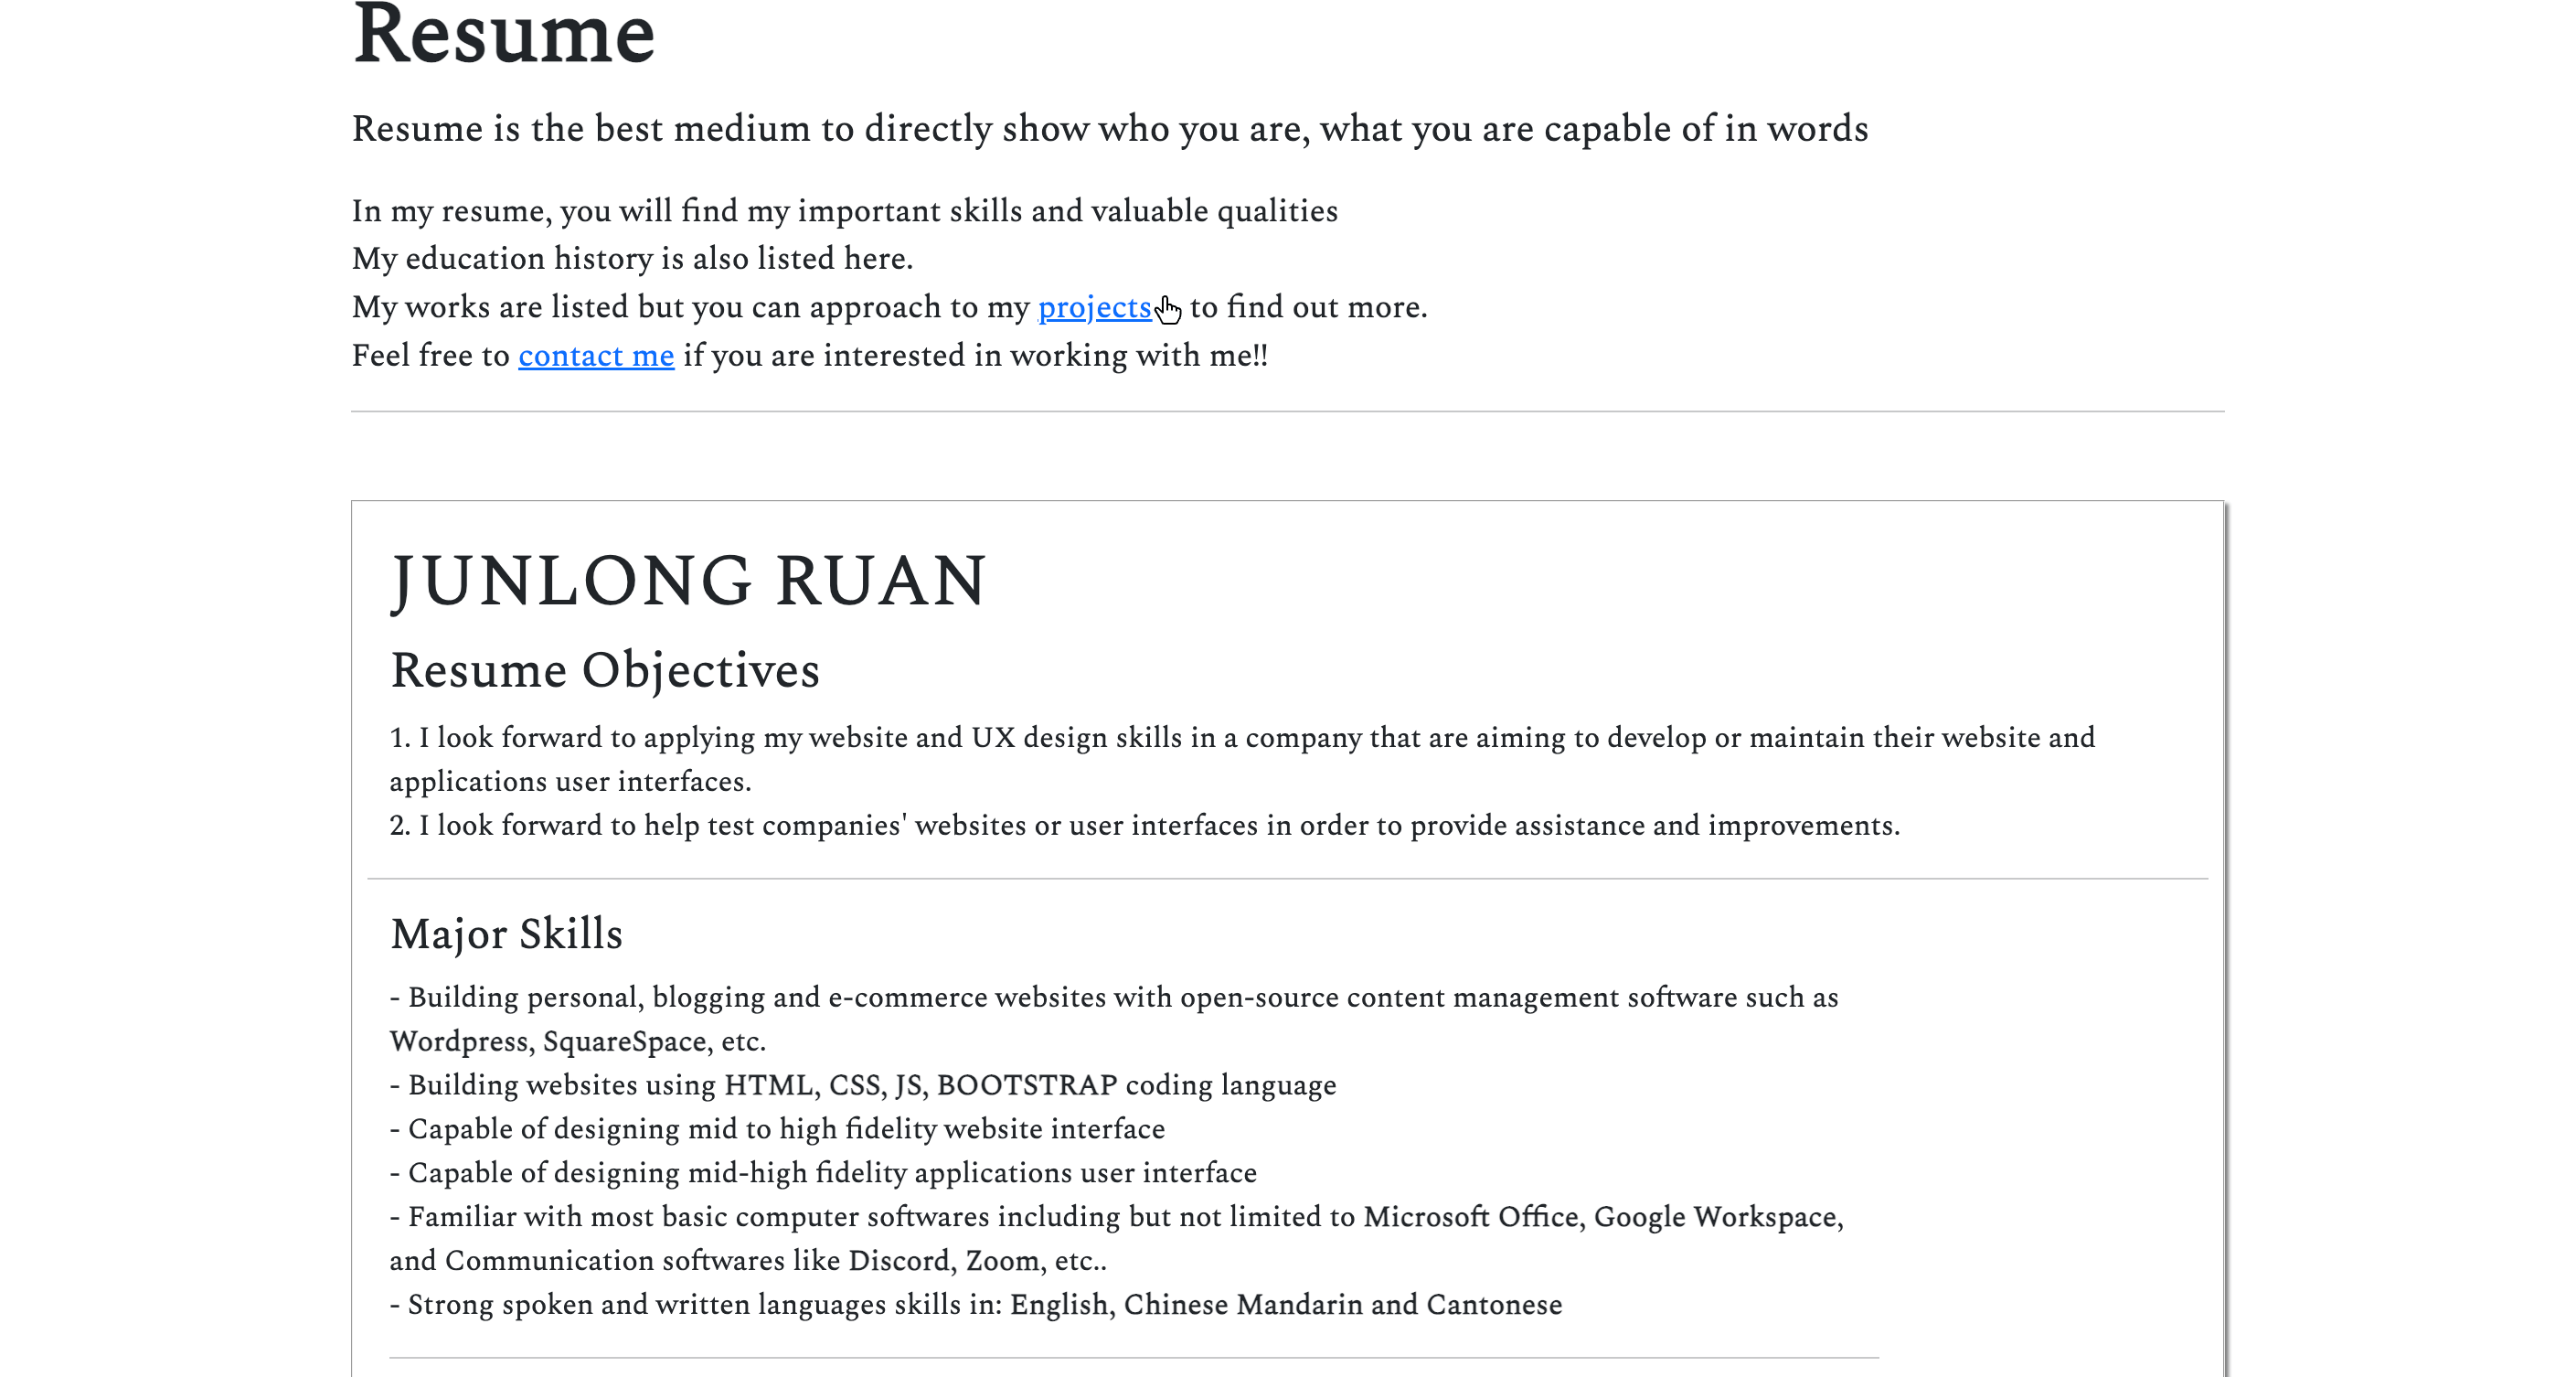 Resume
Resume is the best medium to directly show who you are, what you are capable of in words
In my resume, you will find my important skills and valuable qualities
My education history is also listed here.
My works are listed but you can approach to my projects to find out more.
Feel free to contact me if you are interested in working with me!!
JUNLONG RUAN
Resume Objectives
1. I look forward to applying my website and UX design skills in a company that are aiming to develop or maintain their website and
applications user interfaces.
2. I look forward to help test companies' websites or user interfaces in order to provide assistance and improvements.
Major Skills
- Building personal, blogging and e-commerce websites with open-source content management software such as
Wordpress, SquareSpace, etc.
- Building websites using HTML, CSS, JS, BOOTSTRAP coding language
- Capable of designing mid to high fidelity website interface
- Capable of designing mid-high fidelity applications user interface
- Familiar with most basic computer softwares including but not limited to Microsoft Office, Google Workspace,
and Communication softwares like Discord, Zoom, etc..
- Strong spoken and written languages skills in: English, Chinese Mandarin and Cantonese